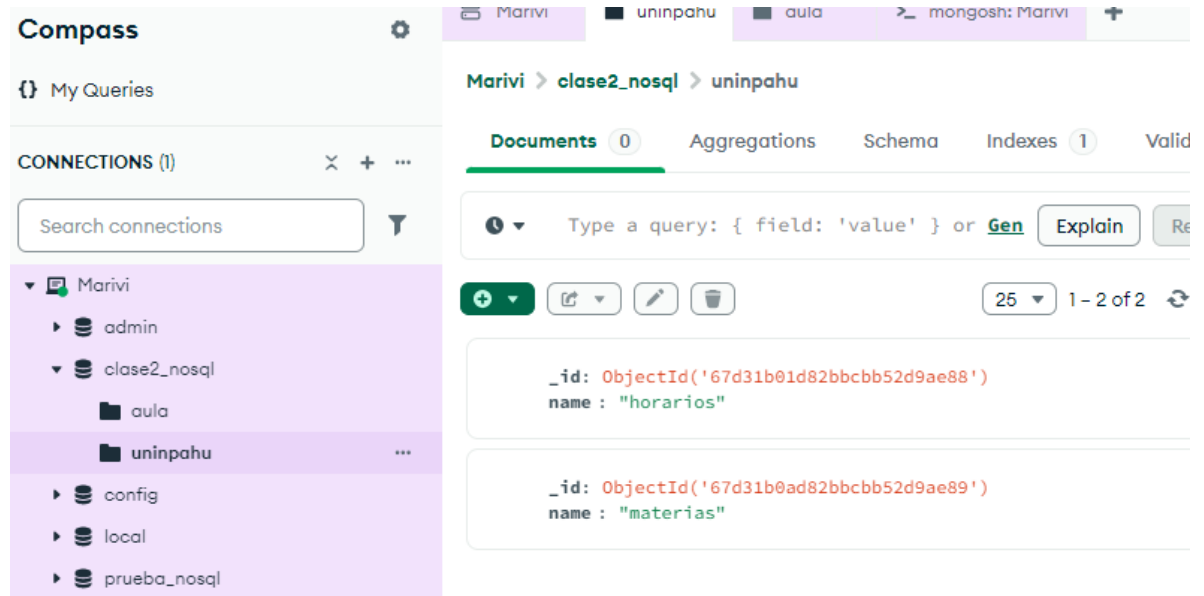 Compass
{} My Queries
CONNECTIONS (1)
Search connections
Marivi
admin
clase2_nosql
aula
uninpahu
config
local
prueba_nosql
Marivi uninpahu aula >_ mongosh: Marivi +
Marivi > clase2_nosql > uninpahu
Documents 0 Aggregations Schema Indexes 1 Valid
Type a query: { field: 'value' } or Gen Explain Re
25 1 – 2 of 2
_id: ObjectId('67d31b01d82bbcbb52d9ae88')
name : "horarios"
_id: ObjectId('67d31b0ad82bbcbb52d9ae89')
name : "materias"